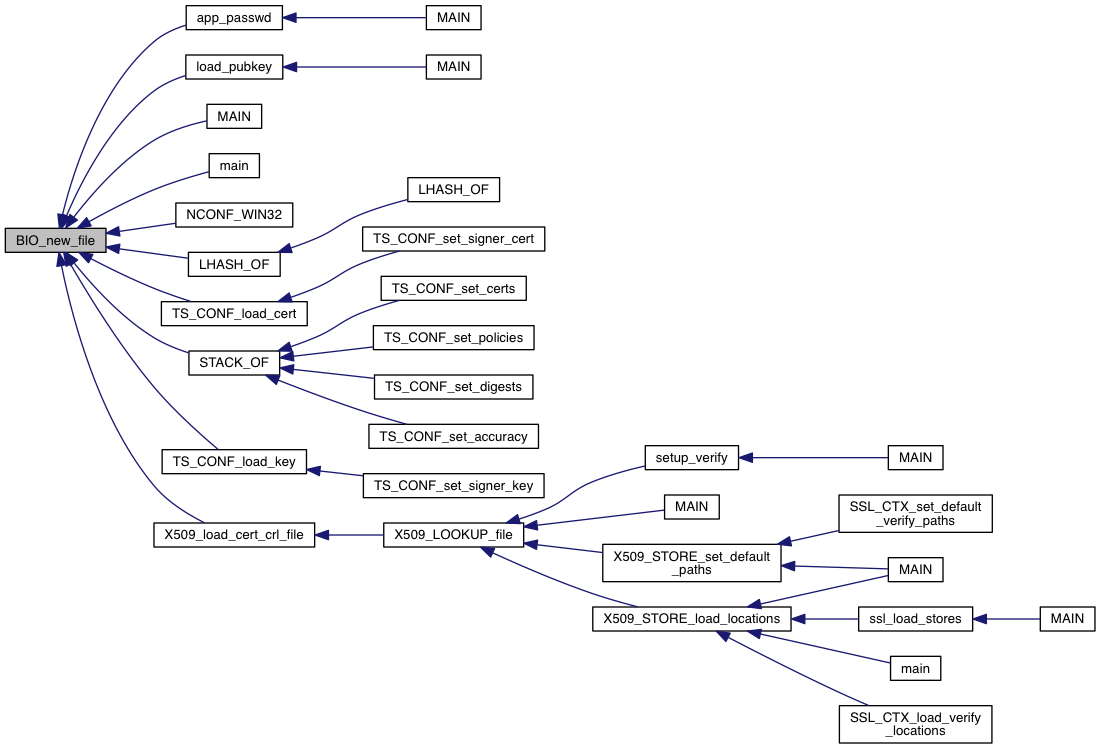 app_passwd
MAIN
load_pubkey
MAIN
MAIN
main
LHASH_OF
NCONF_WIN32
BIO_new_file
TS_CONF_set_signer_cert
LHASH_OF
TS_CONF_set_certs
TS_CONF_load_cert
TS_CONF_set_policies
STACK_OF
TS_CONF_set_digests
TS_CONF_set_accuracy
TS_CONF_load_key
setup_verify
MAIN
TS_CONF_set_signer_key
MAIN
SSL_CTX_set_default
_verify_paths
X509_load_cert_crl_file
X509_LOOKUP_file
X509_STORE_set_default
_paths
MAIN
X509_STORE_load_locations
ssl_load_stores
MAIN
main
SSL_CTX_load_verify
_locations